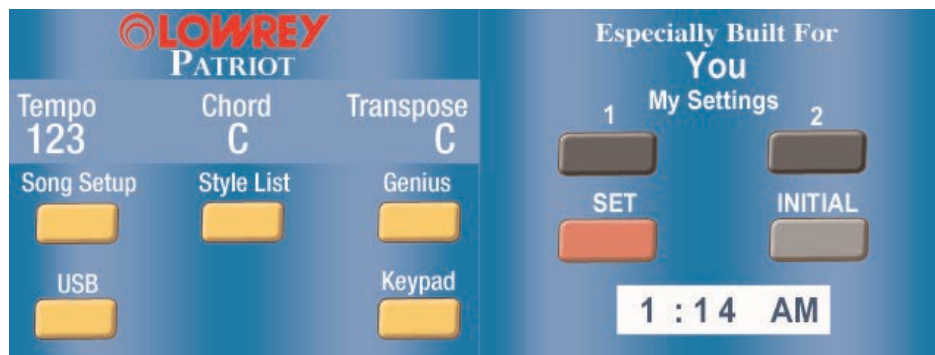 LOWREY
PATRIOT
Tempo Chord Transpose
123 C C
Song Setup Style List Genius
USB Keypad
Especially Built For
You
My Settings
1 2
SET INITIAL
1 : 14 AM